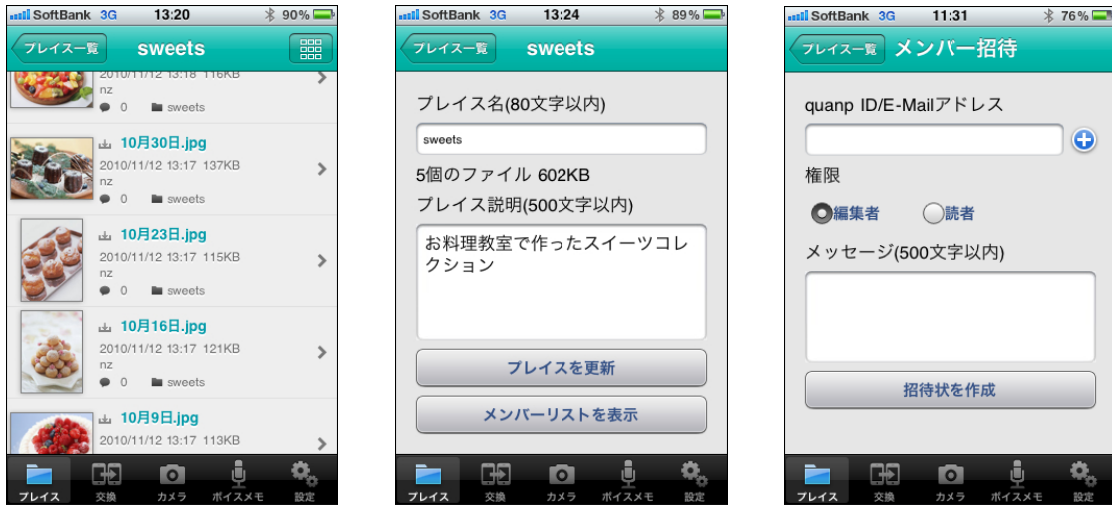 SoftBank 3G 13:20 90%
プレイス一覧 sweets
2010/11/12 13:18 116KB
nz
0 sweets
10月30日.jpg
2010/11/12 13:17 137KB
nz
0 sweets
10月23日.jpg
2010/11/12 13:17 115KB
nz
0 sweets
10月16日.jpg
2010/11/12 13:17 121KB
nz
0 sweets
10月9日.jpg
2010/11/12 13:17 113KB
プレイス 交換 カメラ ボイスメモ 設定
SoftBank 3G 13:24 89%
プレイス一覧 sweets
プレイス名(80文字以内)
sweets
5個のファイル 602KB
プレイス説明(500文字以内)
お料理教室で作ったスイーツコレ
クション
プレイスを更新
メンバーリストを表示
プレイス 交換 カメラ ボイスメモ 設定
SoftBank 3G 11:31 76%
プレイス一覧 メンバー招待
quanp ID/E-Mailアドレス
権限
編集者 読者
メッセージ(500文字以内)
招待状を作成
プレイス 交換 カメラ ボイスメモ 設定